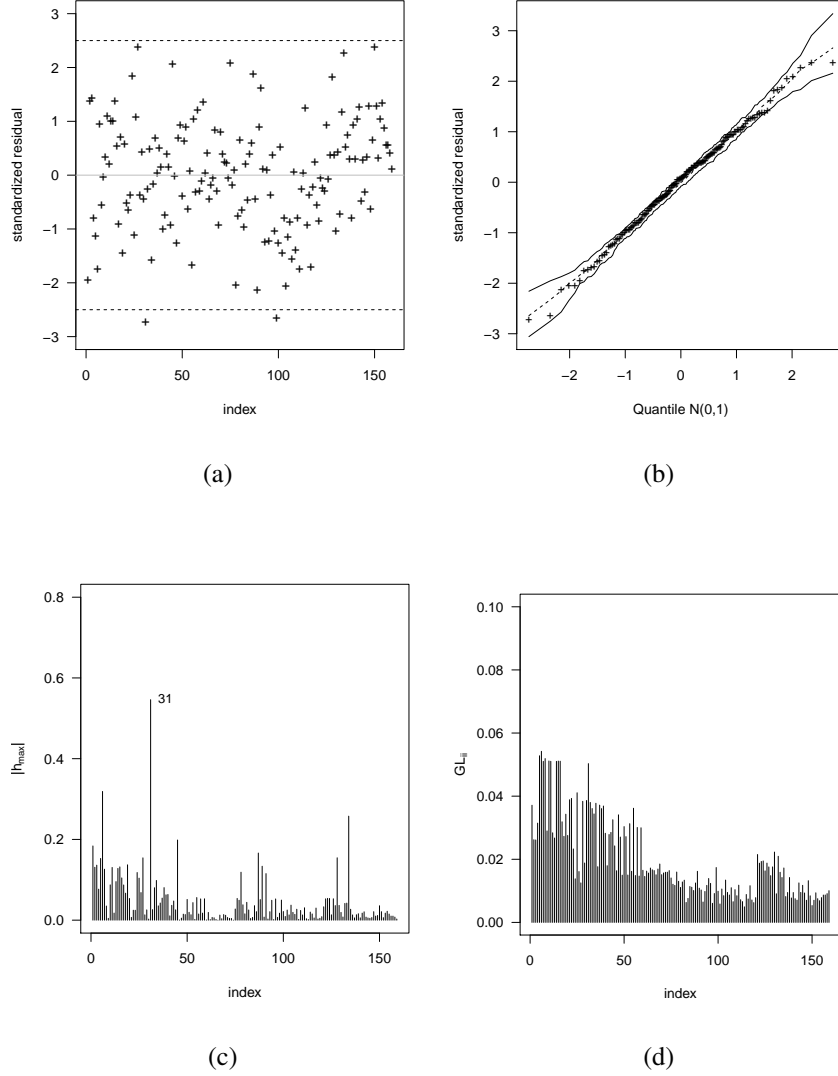 3
2
1
0
−1
−2
−3
standardized residual
0 50 100 150
index
(a)
3
2
1
0
−1
−2
−3
standardized residual
−2 −1 0 1 2
Quantile N(0,1)
(b)
0.8
0.6
0.4
0.2
0.0
|hmax|
31
0 50 100 150
index
(c)
0.10
0.08
0.06
0.04
0.02
0.00
GLii
0 50 100 150
index
(d)